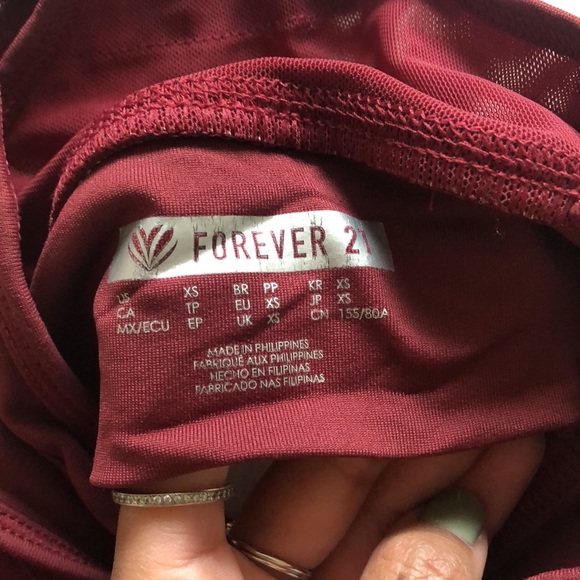 FOREVER 21
US XS BR PP KR XS
CA TP EU XS JP XS
MX/ECU EP UK XS CN 155/80A
MADE IN PHILIPPINES
FABRIQUÉ AUX PHILIPPINES
HECHO EN FILIPINAS
FABRICADO NAS FILIPINAS